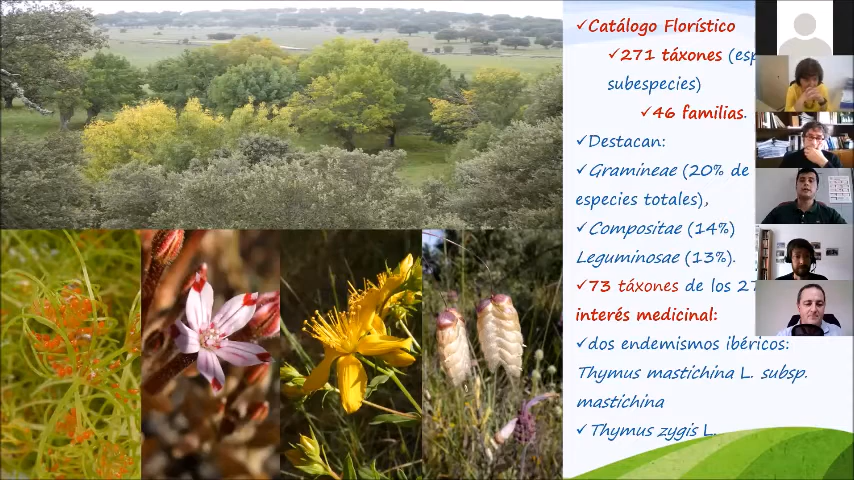 ✓Catálogo Florístico
✓271 táxones (esp
subespecies)
✓46 familias.
✓Destacan:
✓Gramineae (20% de
especies totales),
✓Compositae (14%)
Leguminosae (13%).
✓73 táxones de los 27
interés medicinal:
✓dos endemismos ibéricos:
Thymus mastichina L. subsp.
mastichina
✓Thymus zygis L.